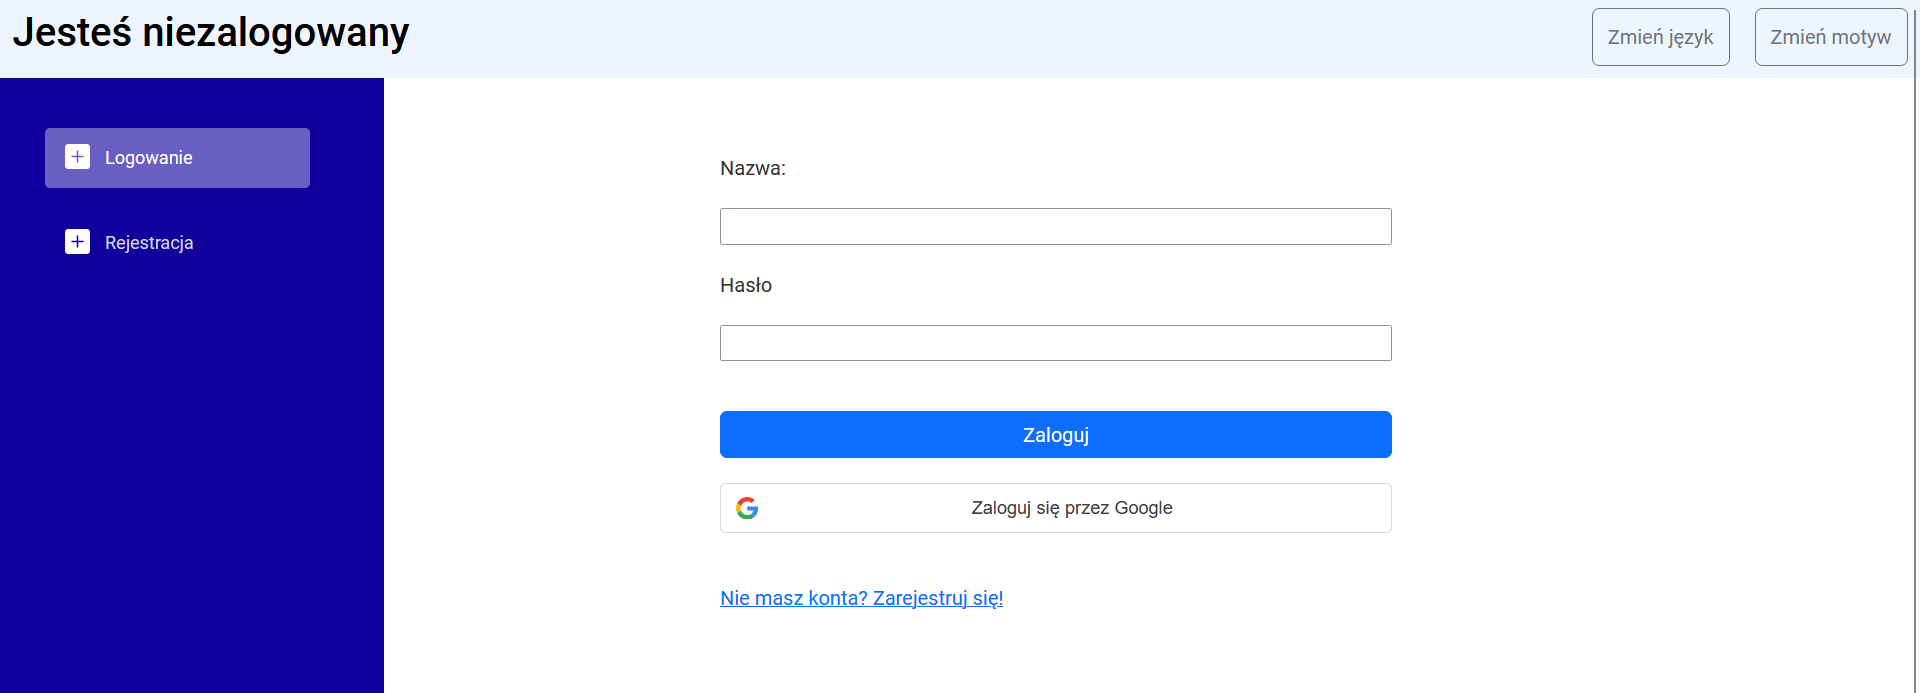 Jesteś niezalogowany
Zmień język
Zmień motyw
Logowanie
Rejestracja
Nazwa:
Hasło
Zaloguj
Zaloguj się przez Google
Nie masz konta? Zarejestruj się!